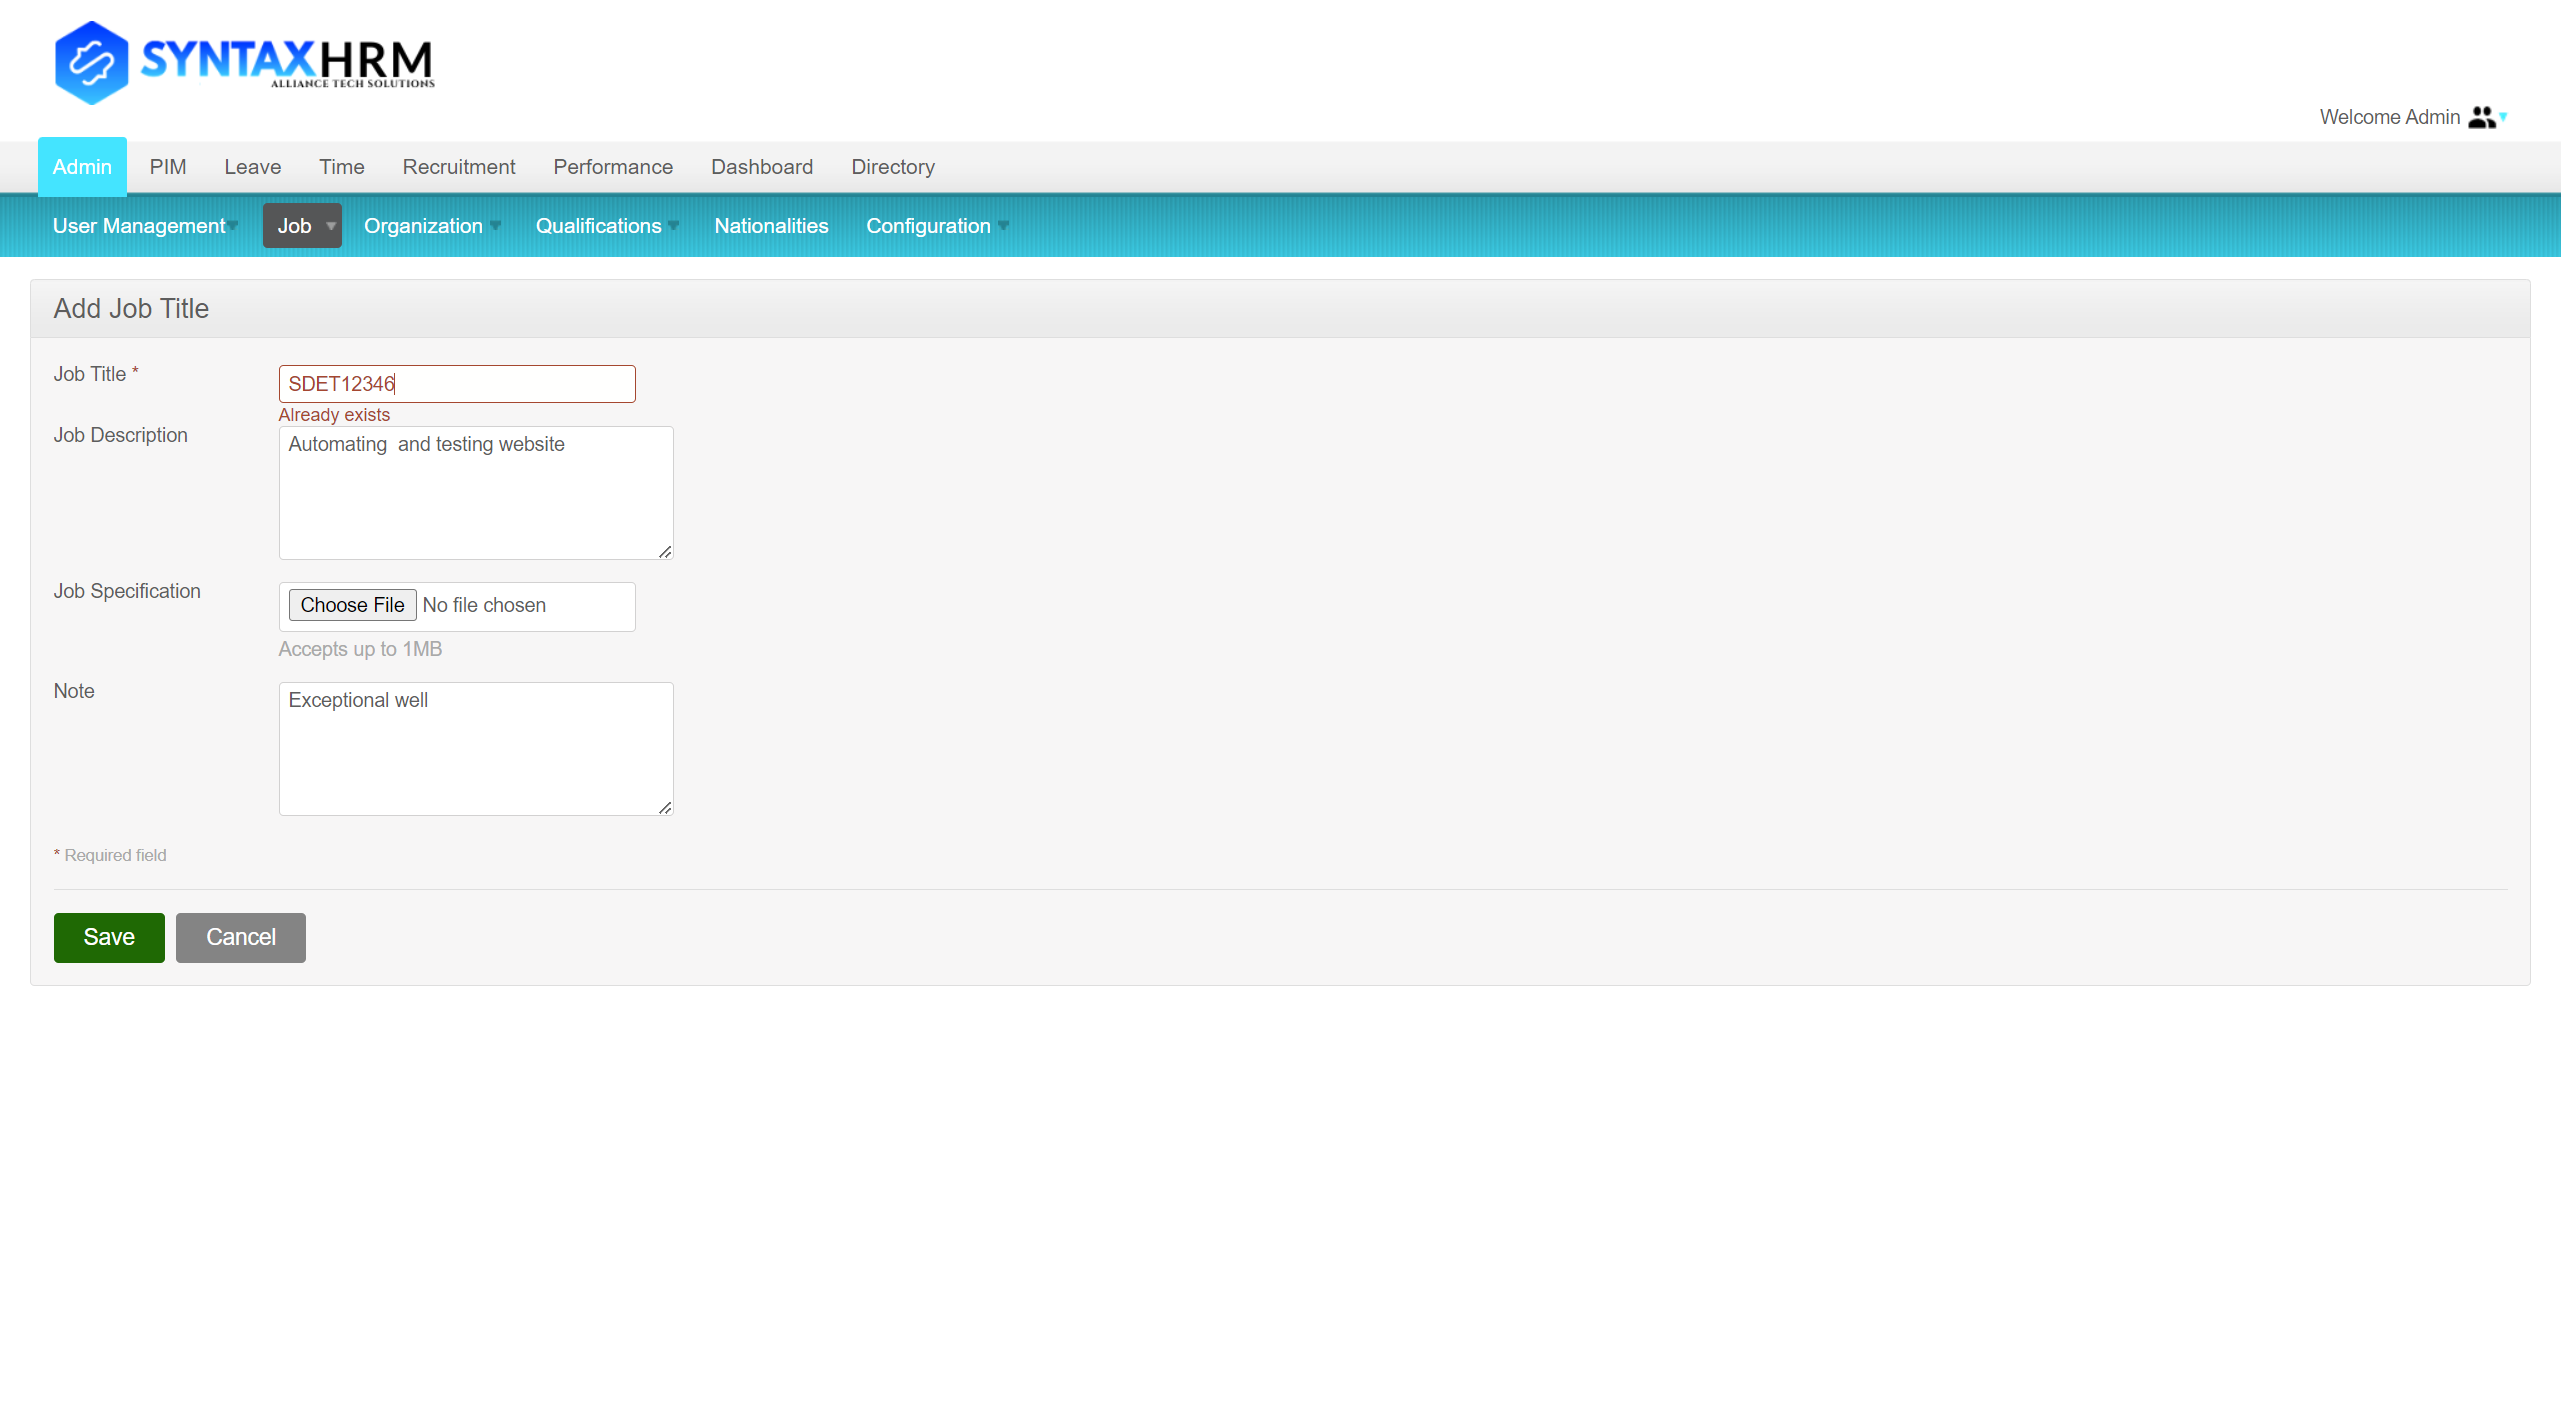 SYNTAXHRM
ALLIANCE TECH SOLUTIONS
Welcome Admin
Admin PIM Leave Time Recruitment Performance Dashboard Directory
User Management Job Organization Qualifications Nationalities Configuration
Add Job Title
Job Title * SDET12346
Already exists
Job Description Automating  and testing website
Job Specification Choose File No file chosen
Accepts up to 1MB
Note Exceptional well
* Required field
Save Cancel